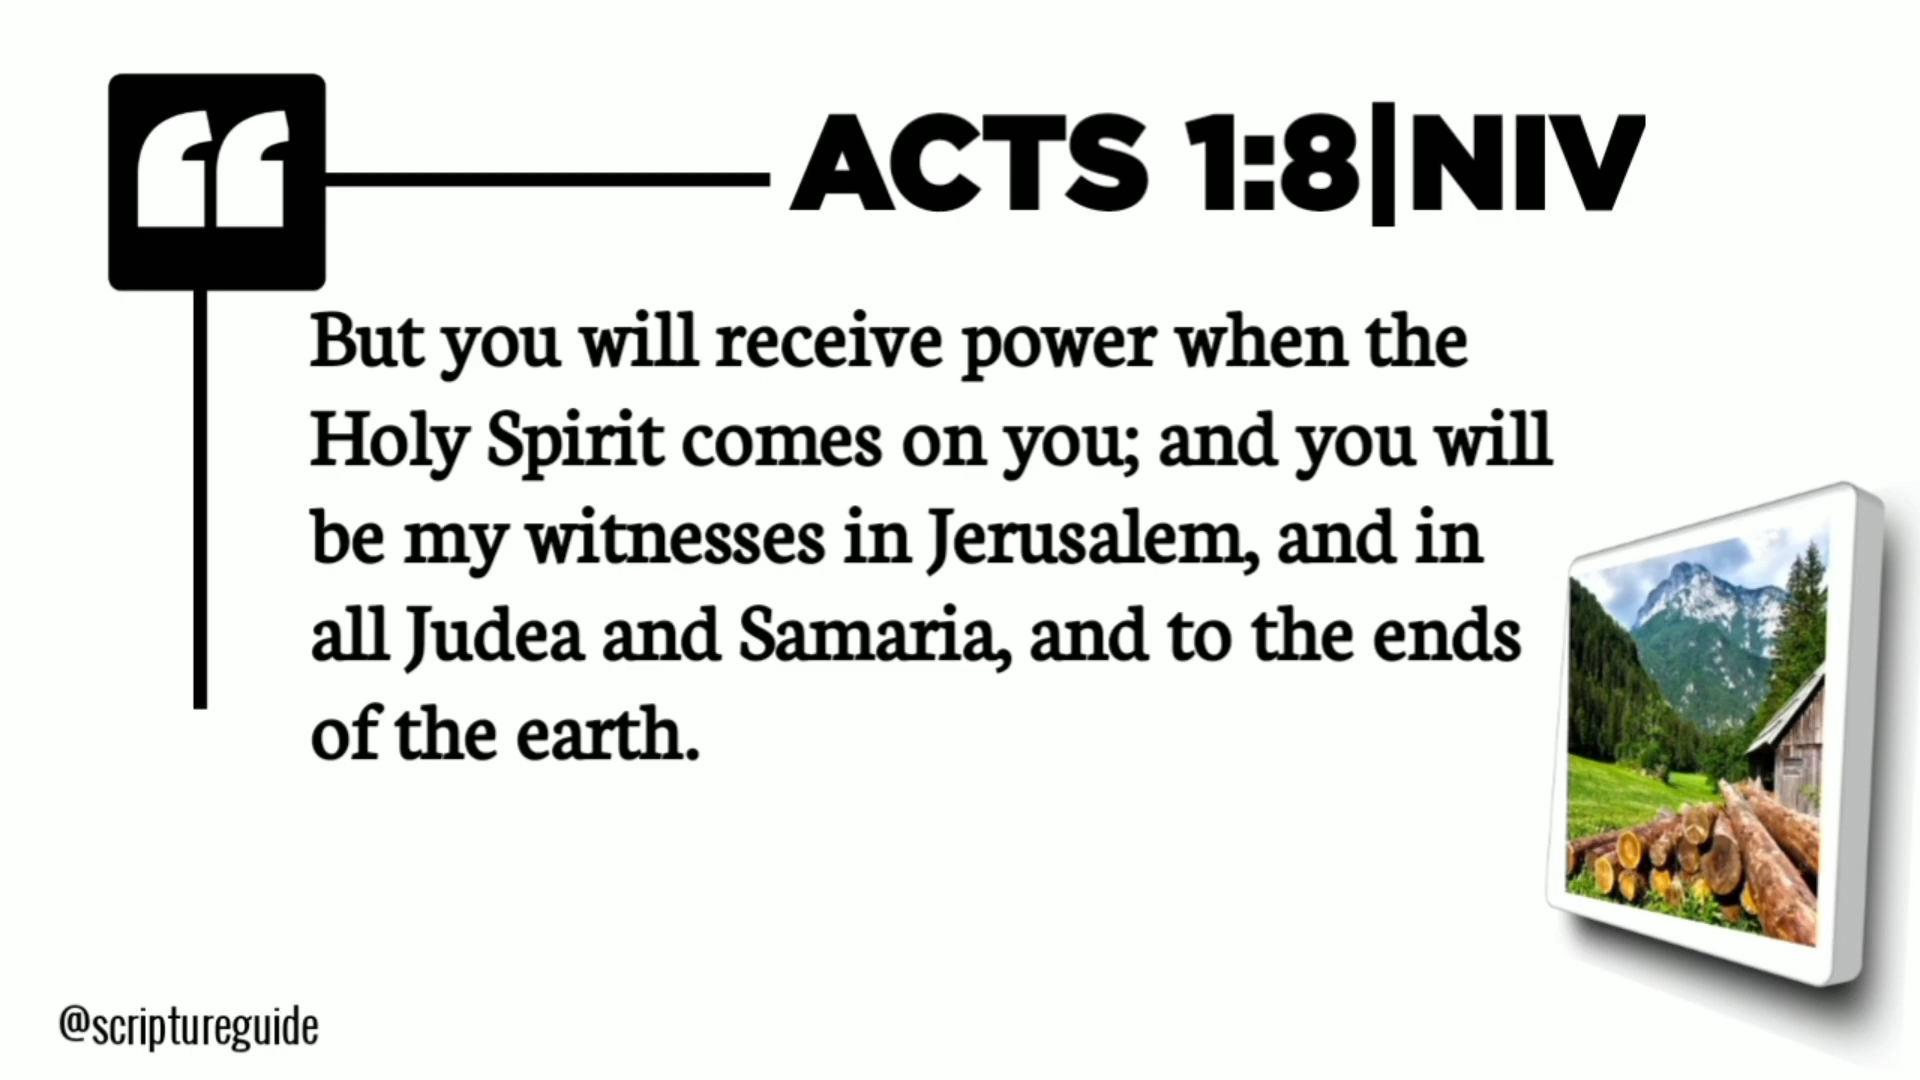 ACTS 1:8|NIV
But you will receive power when the
Holy Spirit comes on you; and you will
be my witnesses in Jerusalem, and in
all Judea and Samaria, and to the ends
of the earth.
@scriptureguide